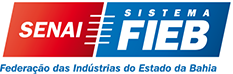 SENAI SISTEMA FIEB
Federação das Indústrias do Estado da Bahia